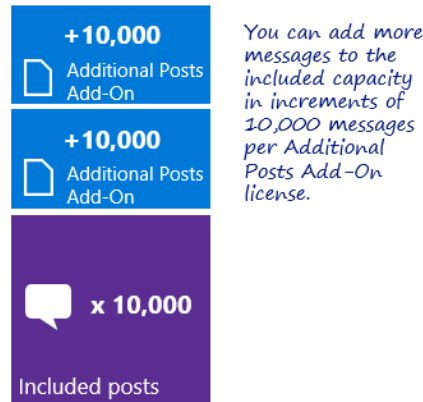 +10,000
Additional Posts
Add-On
+10,000
Additional Posts
Add-On
x 10,000
Included posts
You can add more
messages to the
included capacity
in increments of
10,000 messages
per Additional
Posts Add-On
license.